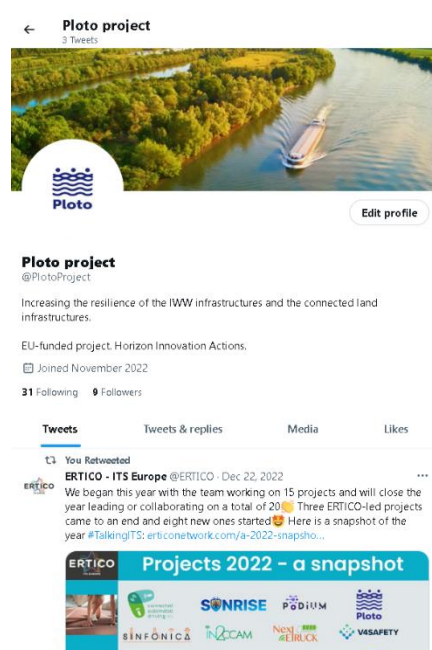 Ploto project
3 Tweets
Ploto
Edit profile
Ploto project
@PlotoProject
Increasing the resilience of the IWW infrastructures and the connected land
infrastructures.
EU-funded project. Horizon Innovation Actions.
Joined November 2022
31 Following 9 Followers
Tweets Tweets & replies Media Likes
You Retweeted
ERTICO - ITS Europe @ERTICO · Dec 22, 2022
We began this year with the team working on 15 projects and will close the
year leading or collaborating on a total of 20👏 Three ERTICO-led projects
came to an end and eight new ones started🤩 Here is a snapshot of the
year #TalkingITS: erticonetwork.com/a-2022-snapsho...
ERTICO
ERTICO Projects 2022 - a snapshot
SUNRISE PoDIUM Ploto
SINFONICA IN2CCAM NextETRUCK V4SAFETY